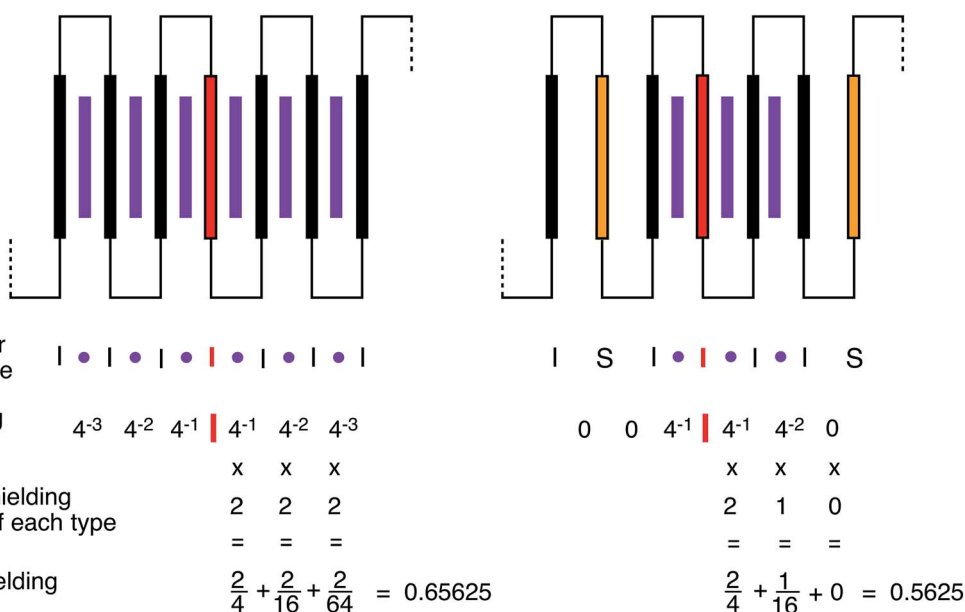 r
e
I • I • I • I • I • I • I
I S I • I • I • I S
g
4⁻³ 4⁻² 4⁻¹ | 4⁻¹ 4⁻² 4⁻³
0 0 4⁻¹ | 4⁻¹ 4⁻² 0
x x x
x x x
ielding
f each type
2 2 2
2 1 0
= = =
= = =
elding
2/4 + 2/16 + 2/64 = 0.65625
2/4 + 1/16 + 0 = 0.5625